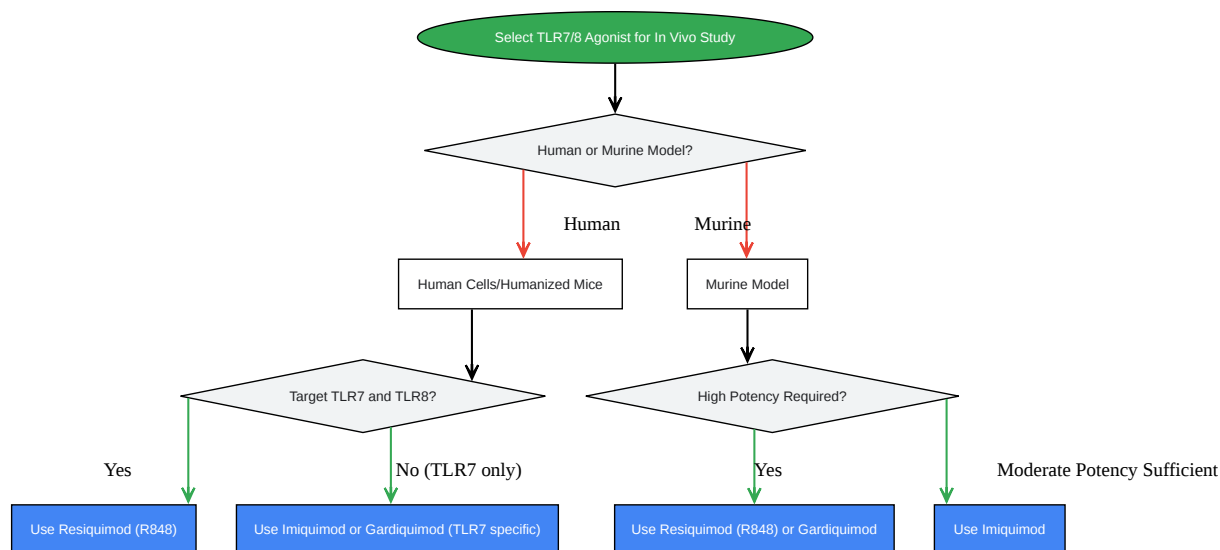 Select TLR7/8 Agonist for In Vivo Study
Human or Murine Model?
Human
Murine
Human Cells/Humanized Mice
Murine Model
Target TLR7 and TLR8?
High Potency Required?
Yes
No (TLR7 only)
Yes
Moderate Potency Sufficient
Use Resiquimod (R848)
Use Imiquimod or Gardiquimod (TLR7 specific)
Use Resiquimod (R848) or Gardiquimod
Use Imiquimod